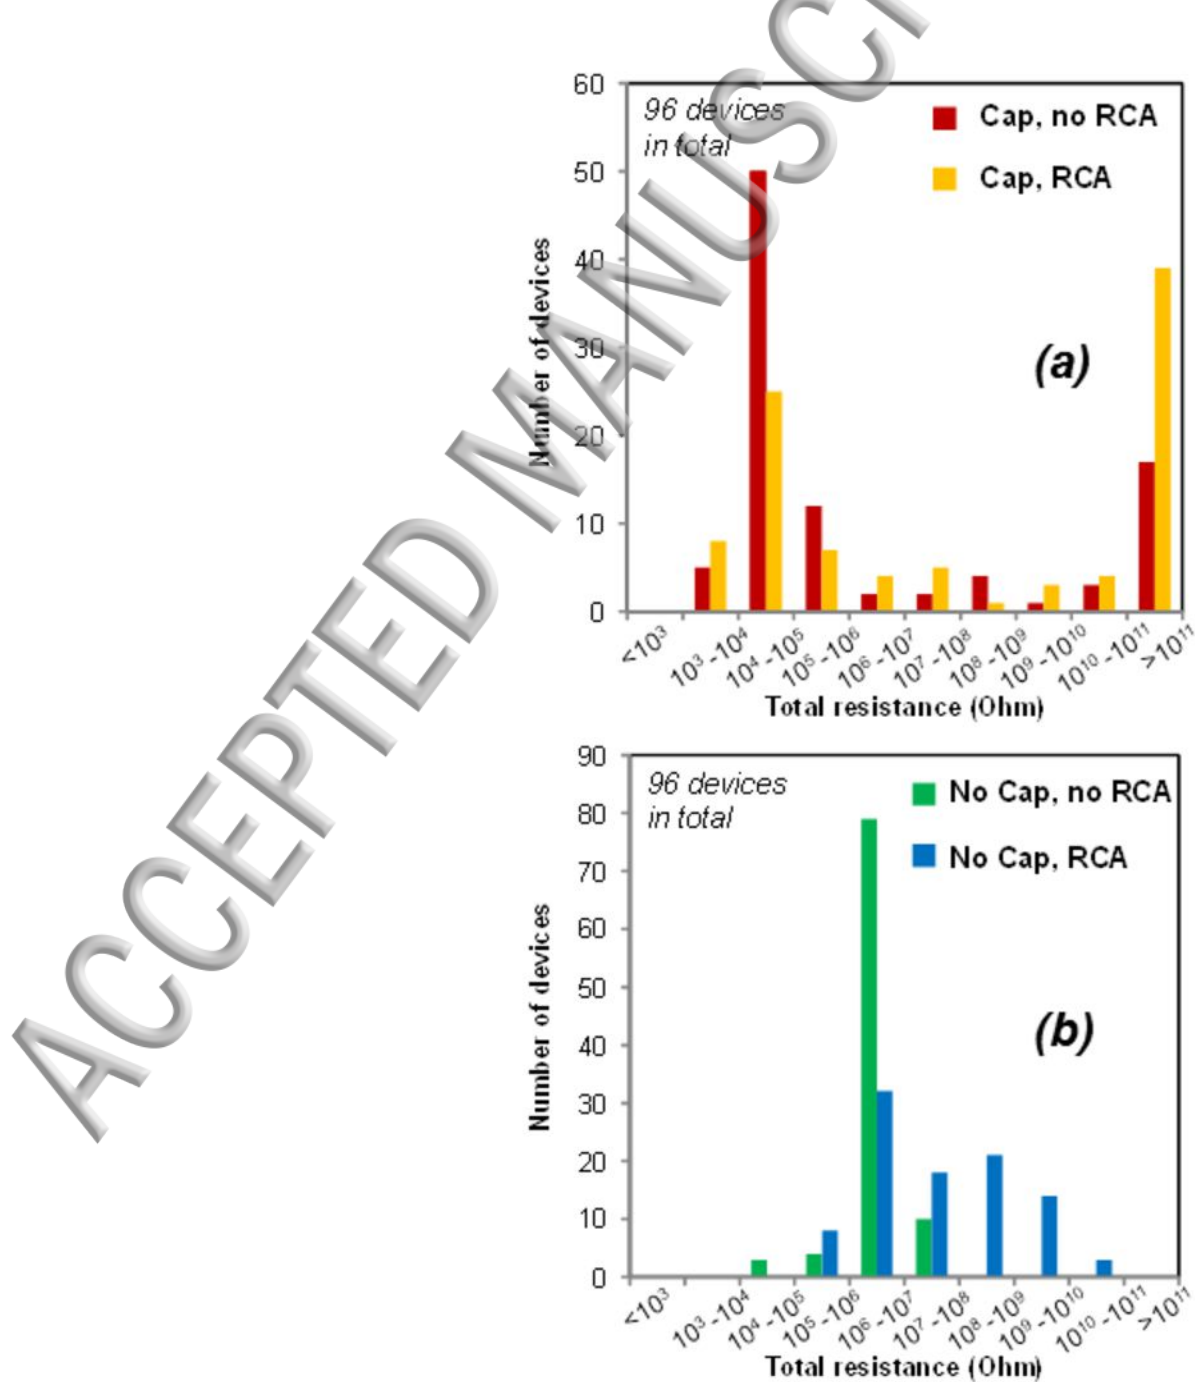 ACCEPTED MANUSCRI
60
96 devices
in total
Cap, no RCA
Cap, RCA
50
40
30
20
10
0
Number of devices
(a)
<10³
10³ -10⁴
10⁴ -10⁵
10⁵ -10⁶
10⁶ -10⁷
10⁷ -10⁸
10⁸ -10⁹
10⁹ -10¹⁰
10¹⁰ -10¹¹
>10¹¹
Total resistance (Ohm)
90
96 devices
in total
No Cap, no RCA
No Cap, RCA
80
70
60
50
40
30
20
10
0
Number of devices
(b)
<10³
10³ -10⁴
10⁴ -10⁵
10⁵ -10⁶
10⁶ -10⁷
10⁷ -10⁸
10⁸ -10⁹
10⁹ -10¹⁰
10¹⁰ -10¹¹
>10¹¹
Total resistance (Ohm)